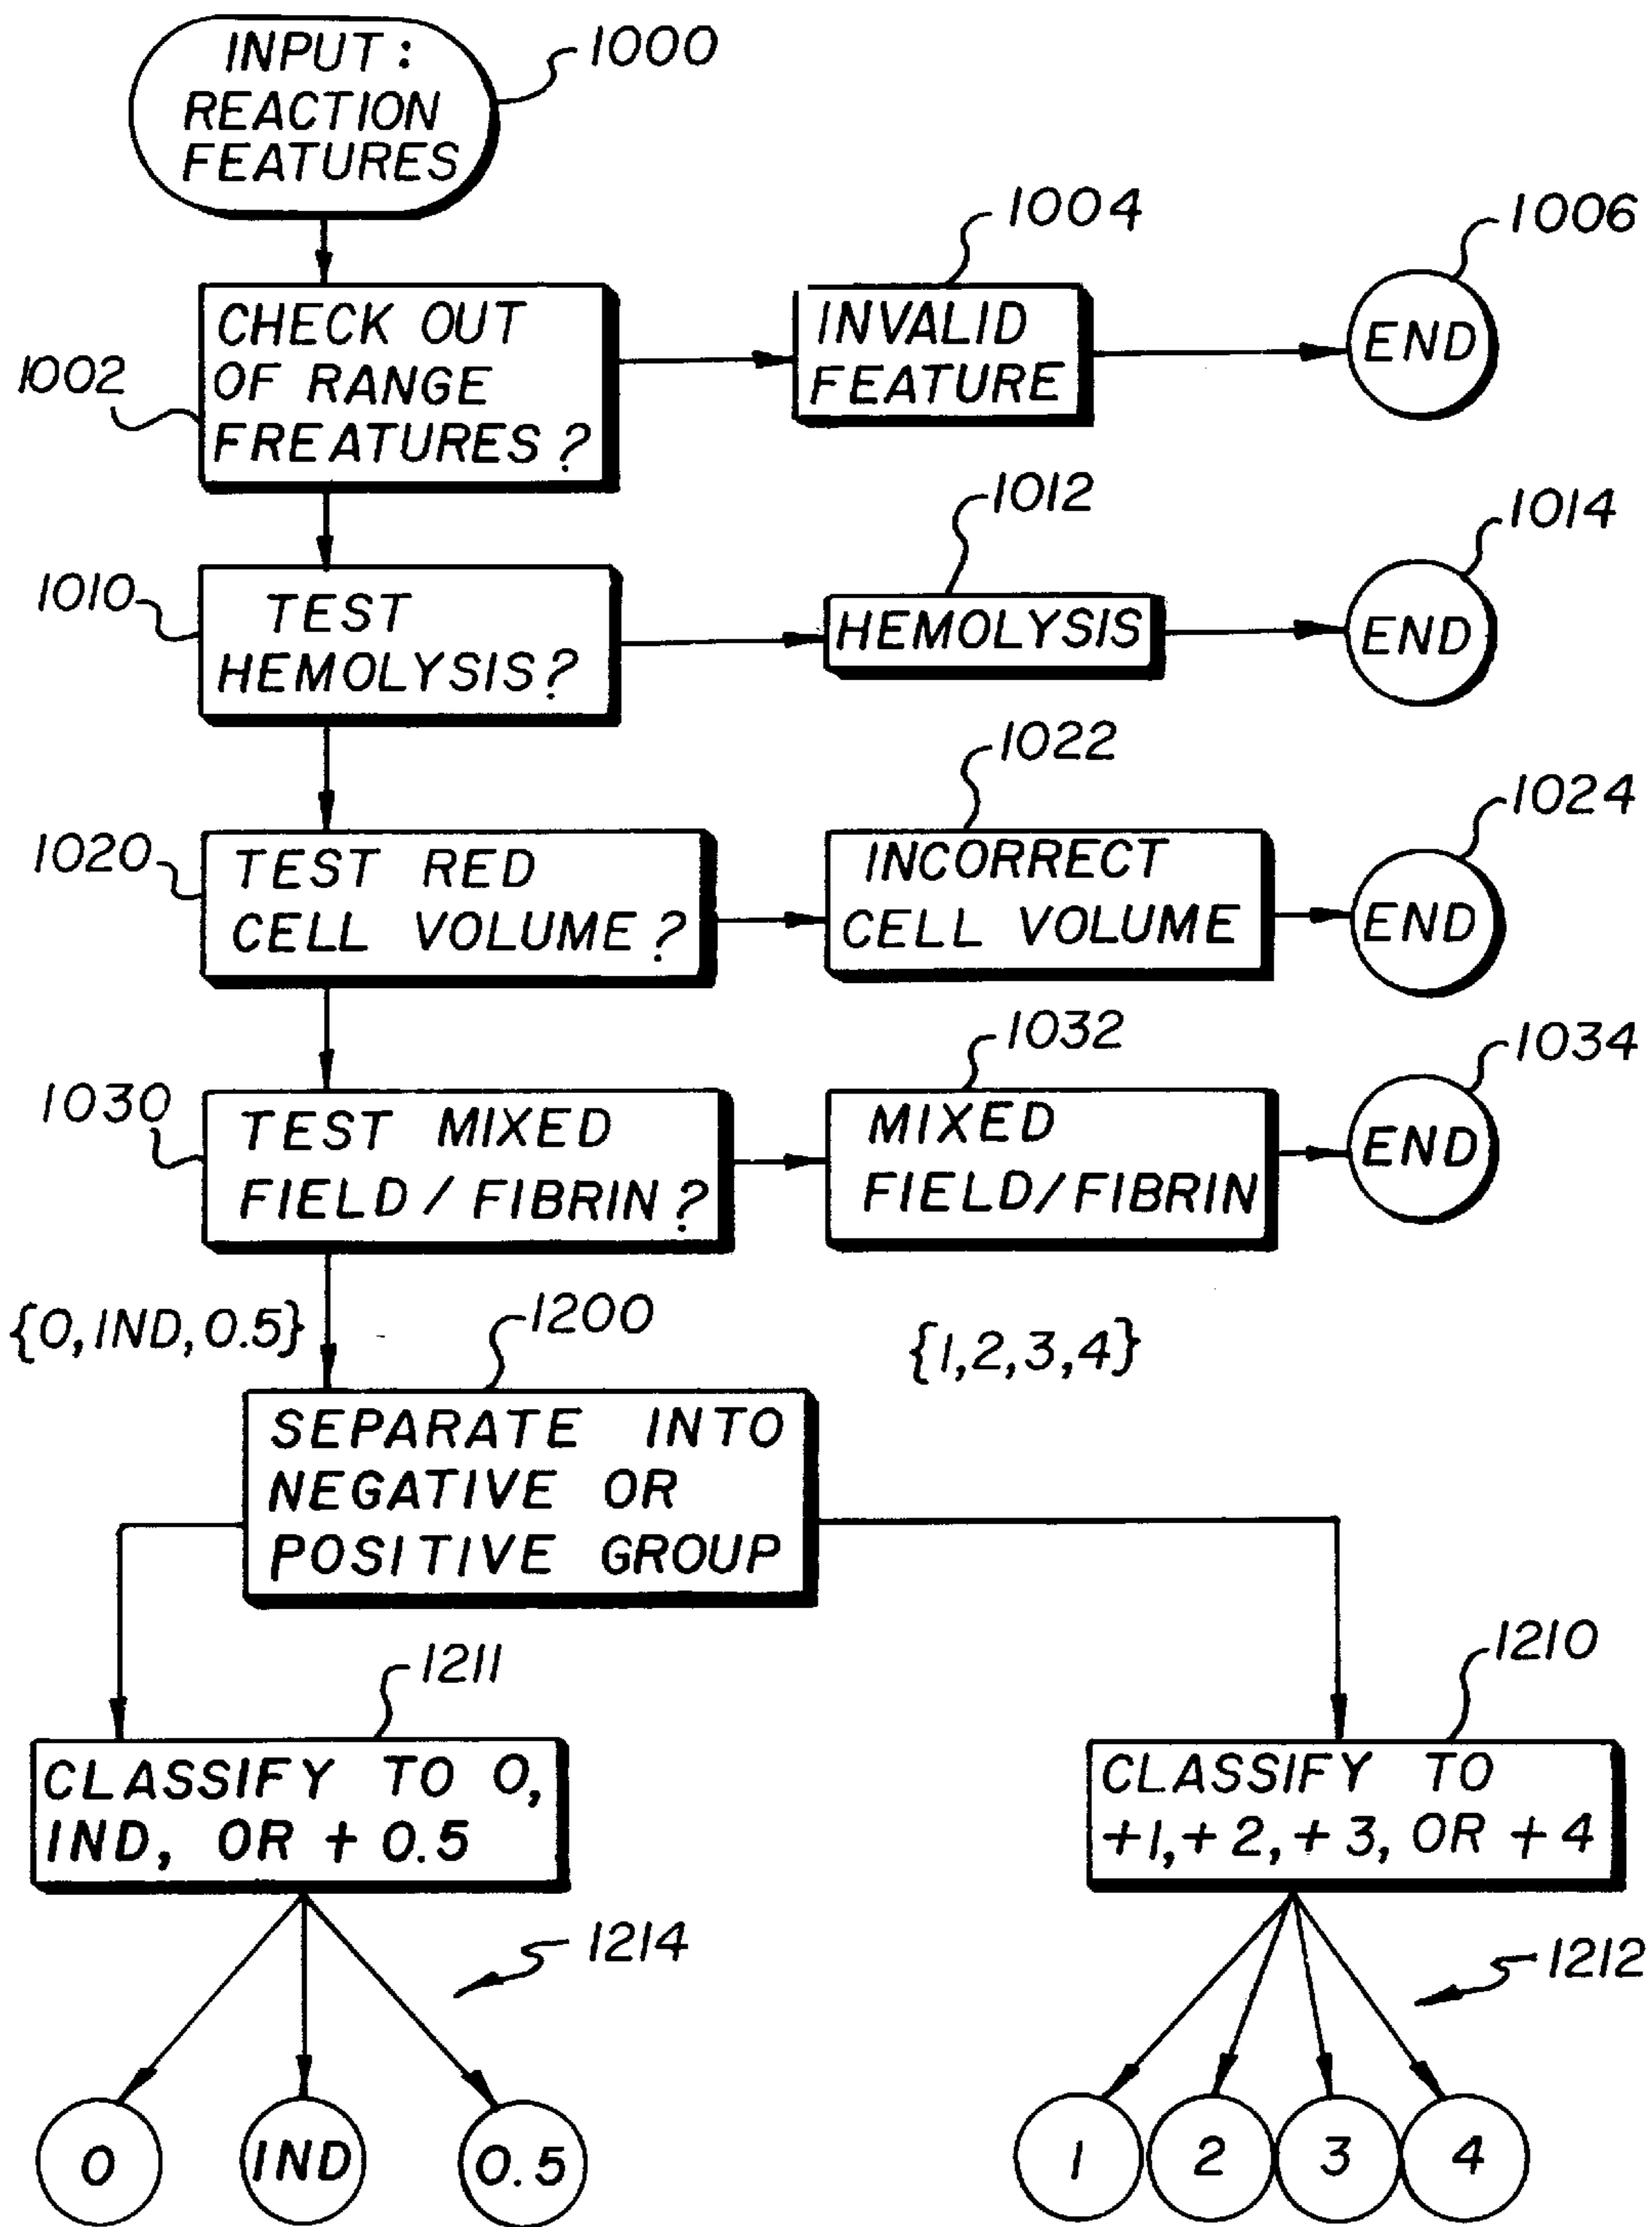 INPUT:
REACTION
FEATURES
1000
CHECK OUT
OF RANGE
FREATURES?
1002
INVALID
FEATURE
1004
END
1006
TEST
HEMOLYSIS?
1010
HEMOLYSIS
1012
END
1014
TEST RED
CELL VOLUME?
1020
INCORRECT
CELL VOLUME
1022
END
1024
TEST MIXED
FIELD/FIBRIN?
1030
MIXED
FIELD/FIBRIN
1032
END
1034
{0,IND,0.5}
1200
{1,2,3,4}
SEPARATE INTO
NEGATIVE OR
POSITIVE GROUP
1211
CLASSIFY TO 0,
IND, OR + 0.5
1210
CLASSIFY TO
+1,+2,+3, OR +4
1214
1212
0
IND
0.5
1
2
3
4